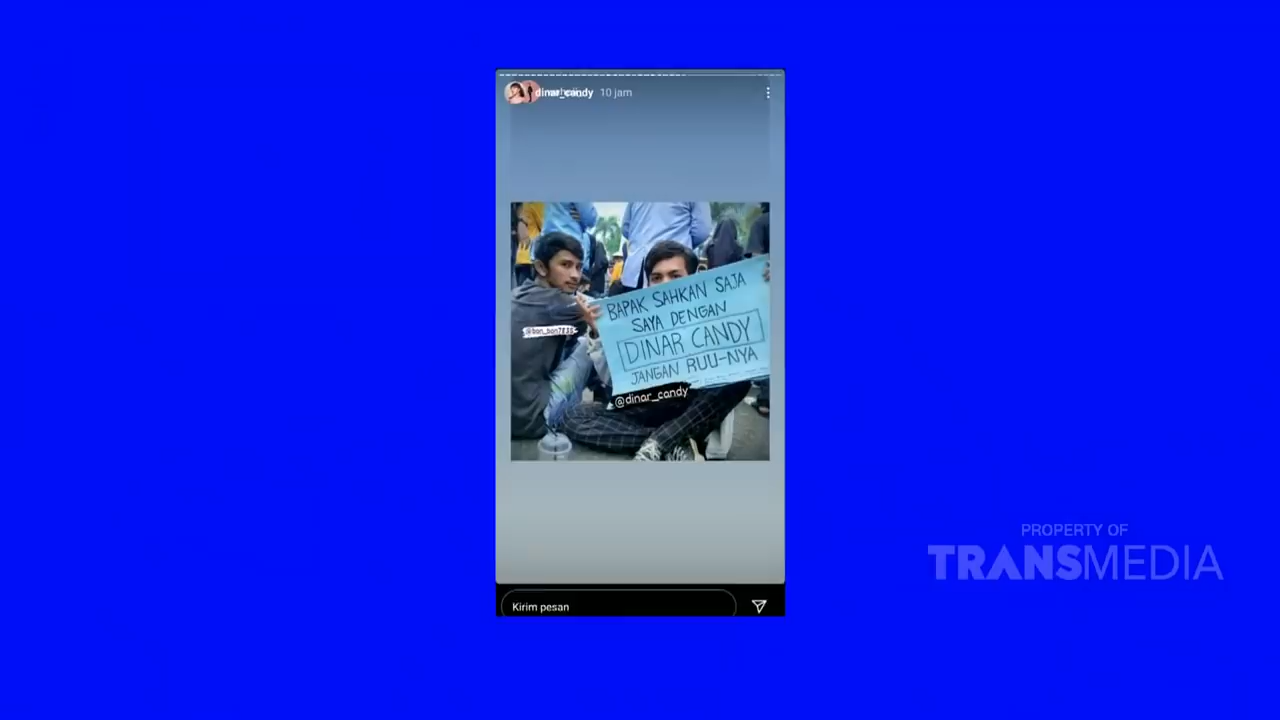 dinar_candy 10 jam
BAPAK SAHKAN SAJA
SAYA DENGAN
DINAR CANDY
JANGAN RUU-NYA
@dinar_candy
PROPERTY OF
TRANSMEDIA
Kirim pesan